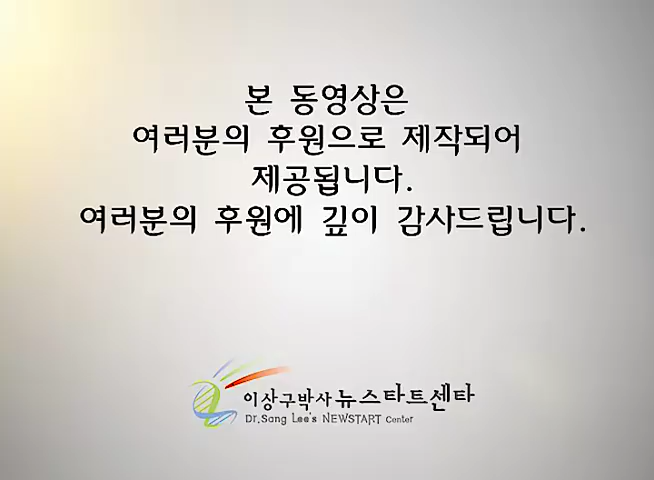 본 동영상은
여러분의 후원으로 제작되어
제공됩니다.
여러분의 후원에 깊이 감사드립니다.
이상구박사 뉴스타트센타
Dr.Sang Lee's NEWSTART Center